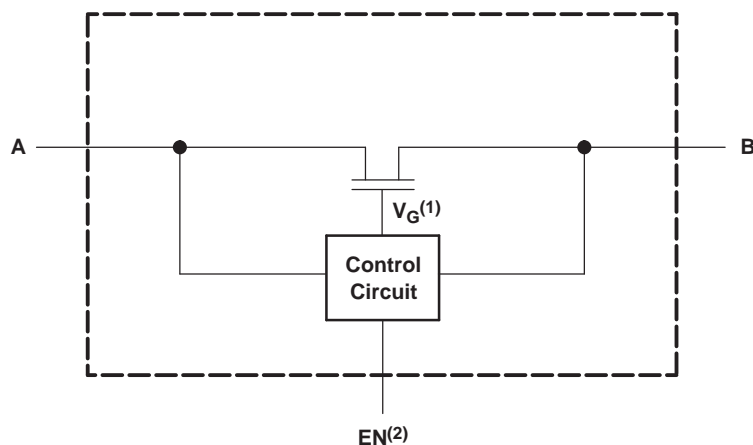 A
B
VG(1)
Control
Circuit
EN(2)